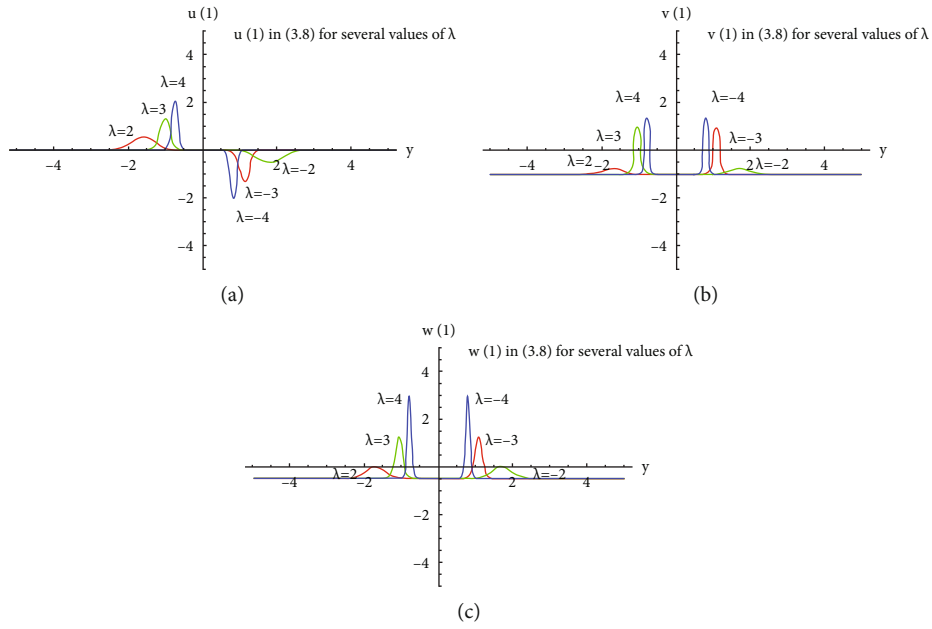 u (1)
u (1) in (3.8) for several values of λ
4
2
–2
–4
–4
–2
2
4
y
λ=4
λ=3
λ=2
λ=–2
λ=–3
λ=–4
(a)
v (1)
v (1) in (3.8) for several values of λ
4
2
–2
–4
–4
–2
2
4
y
λ=4
λ=3
λ=2
λ=–4
λ=–3
λ=–2
(b)
w (1)
w (1) in (3.8) for several values of λ
4
2
–2
–4
–4
–2
2
4
y
λ=4
λ=3
λ=2
λ=–4
λ=–3
λ=–2
(c)